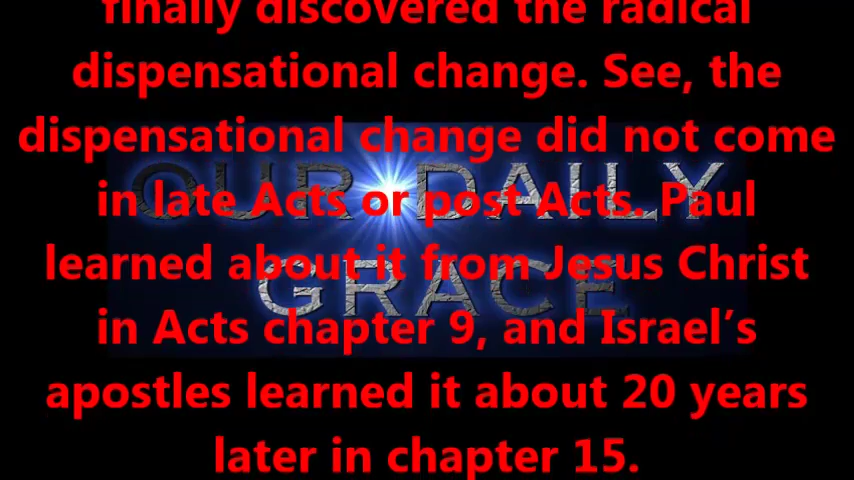 finally discovered the radical
dispensational change. See, the
dispensational change did not come
in late Acts or post Acts. Paul
learned about it from Jesus Christ
in Acts chapter 9, and Israel’s
apostles learned it about 20 years
later in chapter 15.
OUR DAILY
GRACE